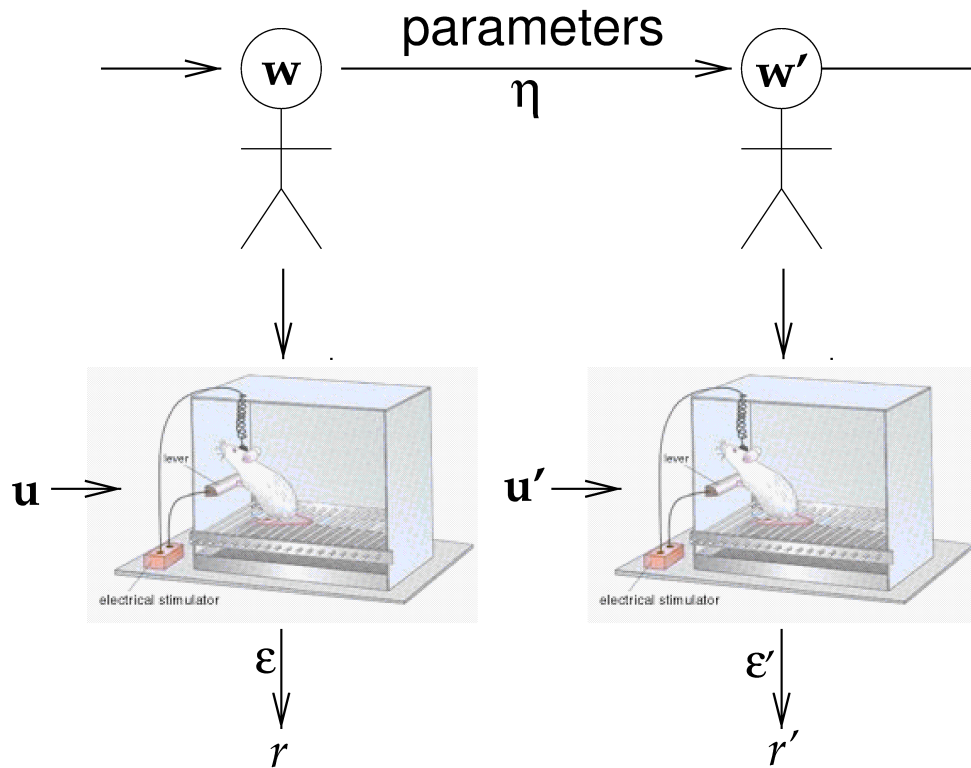 parameters
w
η
w′
lever
lever
u
u′
electrical stimulator
electrical stimulator
ε
ε′
r
r′